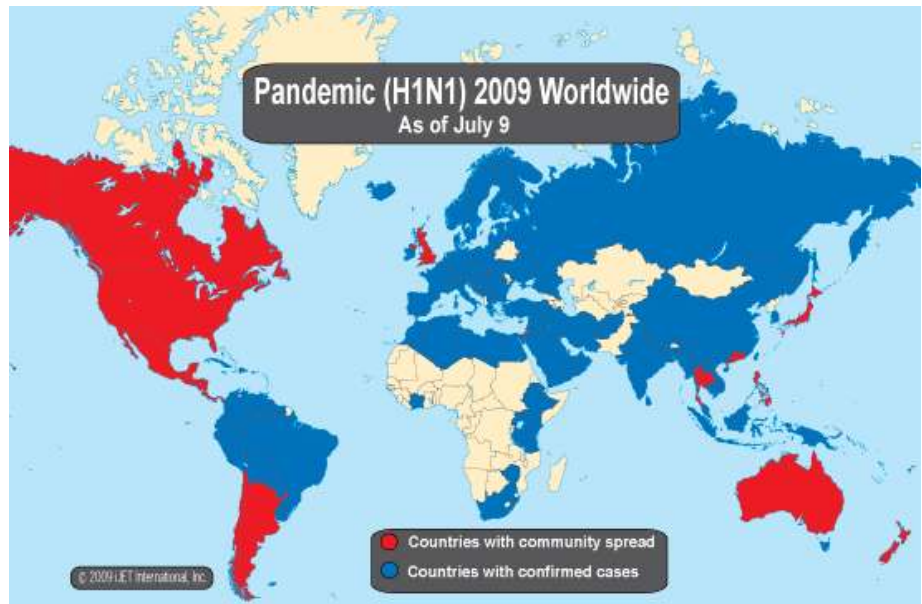 Pandemic (H1N1) 2009 Worldwide
As of July 9
Countries with community spread
Countries with confirmed cases
© 2009 iJET International, Inc.